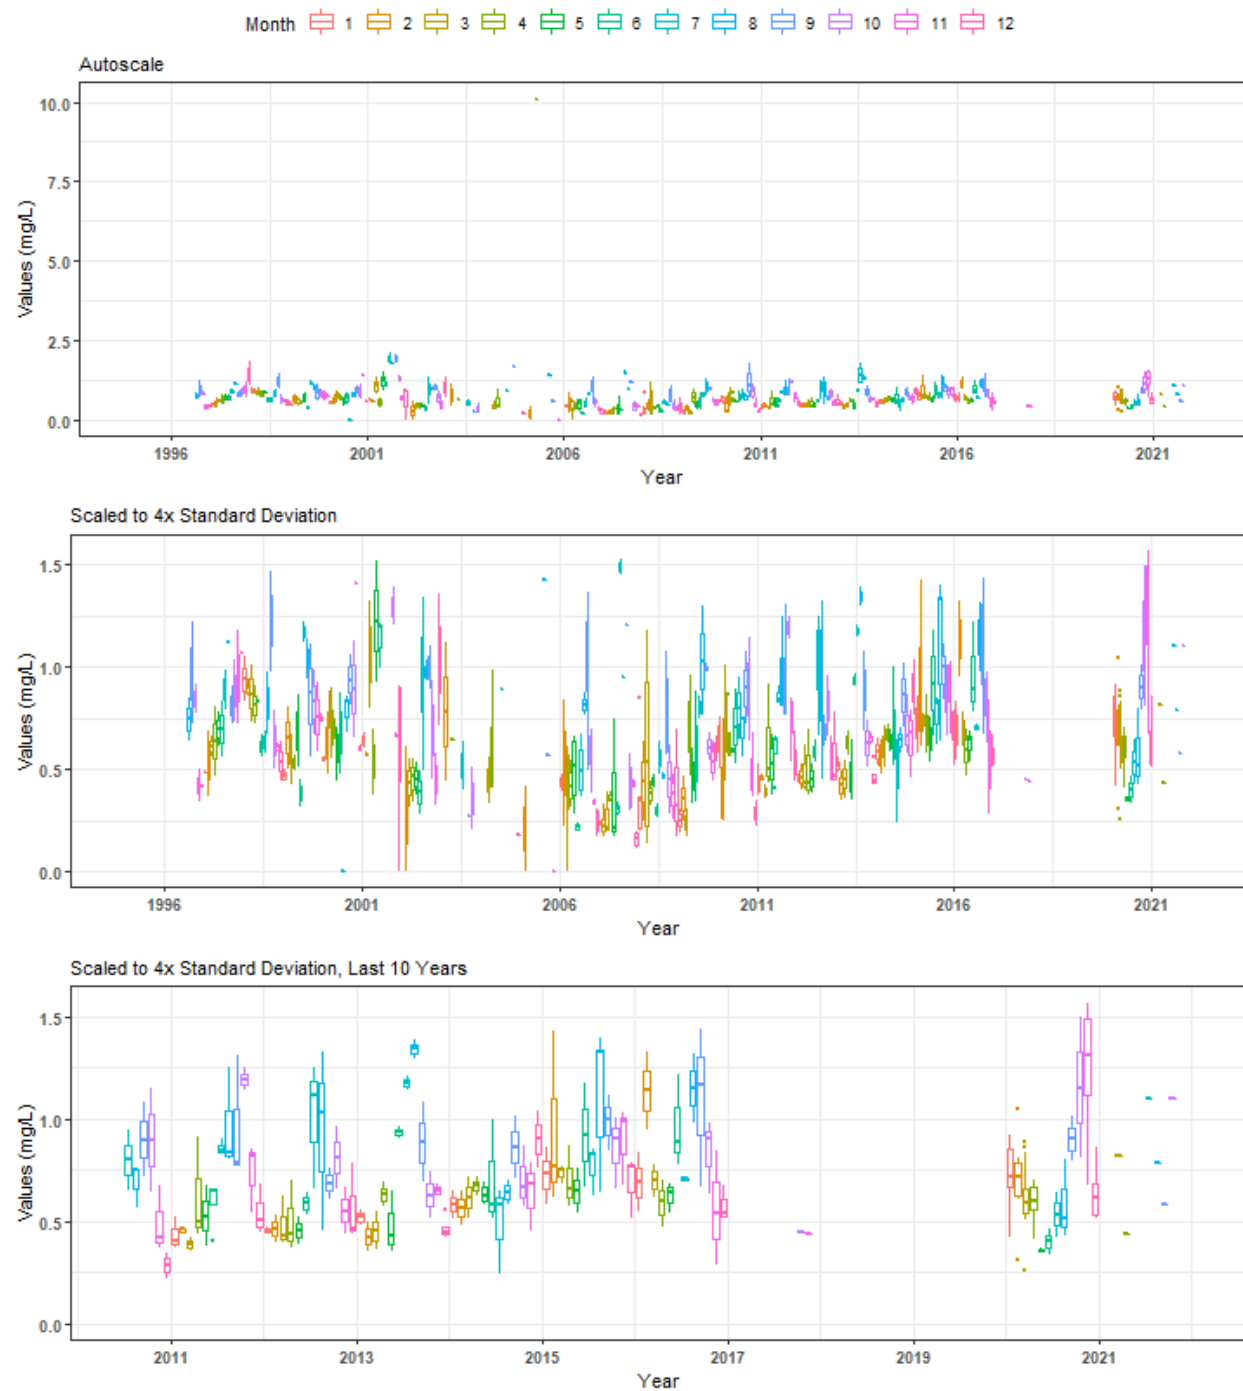 Month 1 2 3 4 5 6 7 8 9 10 11 12
Autoscale
10.0
7.5
5.0
2.5
0.0
Values (mg/L)
1996 2001 2006 2011 2016 2021
Year
Scaled to 4x Standard Deviation
1.5
1.0
0.5
0.0
Values (mg/L)
1996 2001 2006 2011 2016 2021
Year
Scaled to 4x Standard Deviation, Last 10 Years
1.5
1.0
0.5
0.0
Values (mg/L)
2011 2013 2015 2017 2019 2021
Year